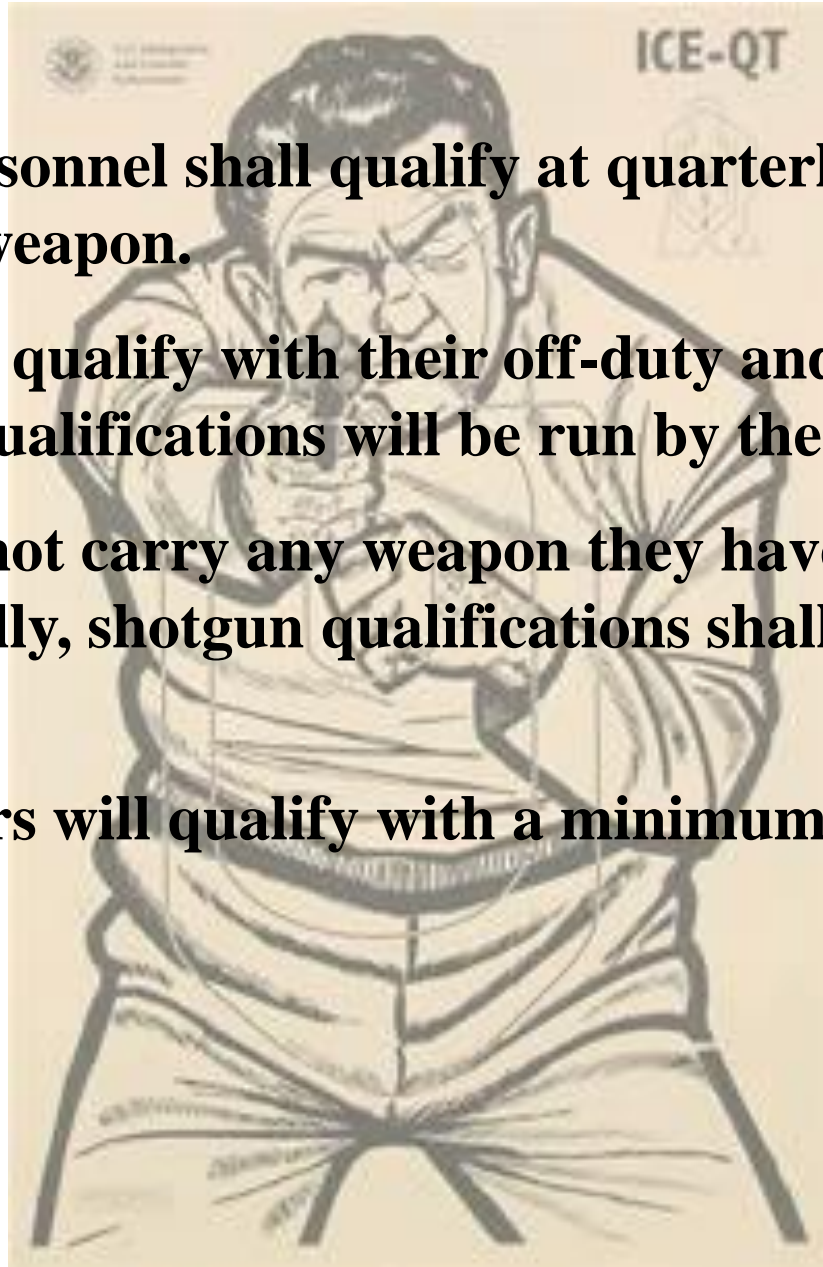 ICE-QT
sonnel shall qualify at quarterl
weapon.
qualify with their off-duty and
ualifications will be run by the
not carry any weapon they have
lly, shotgun qualifications shall
rs will qualify with a minimum